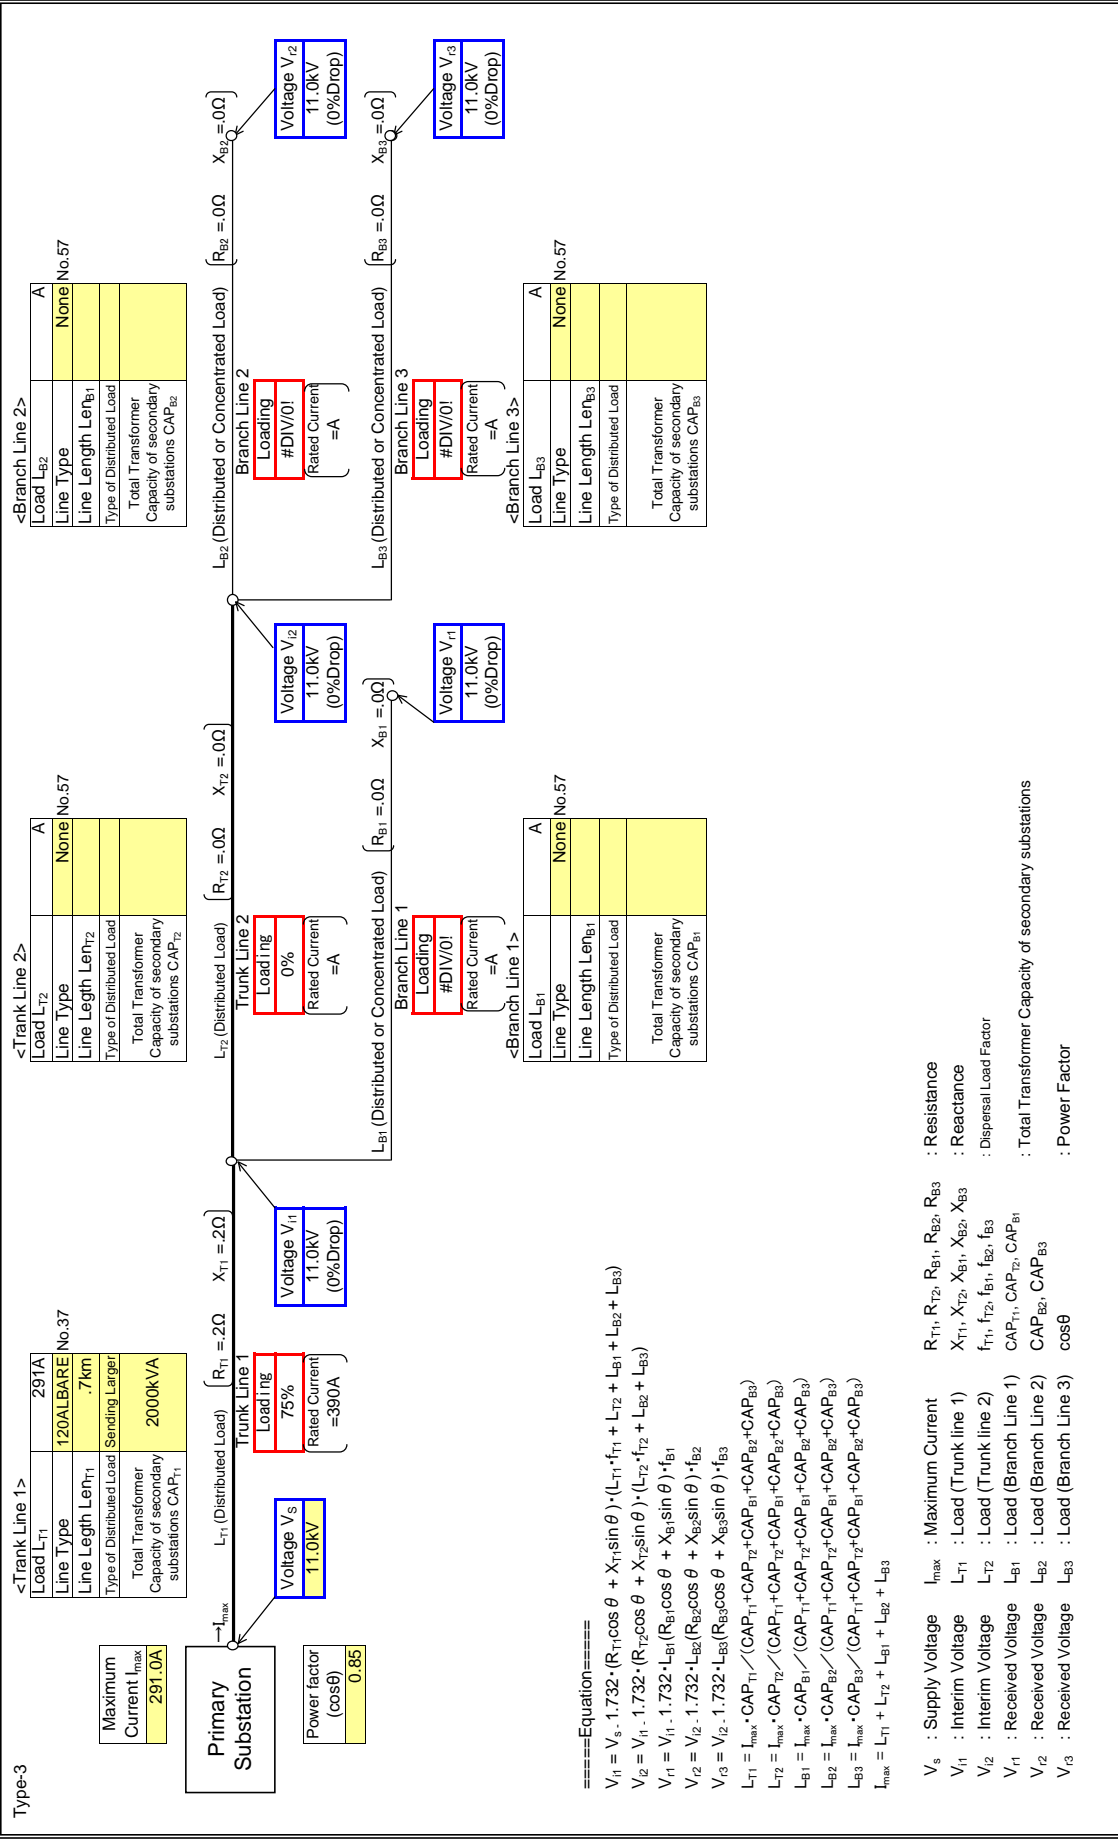 Type-3
Maximum
Current Imax
291.0A
Primary
Substation
Power factor
(cosθ)
0.85
→Imax
Voltage VS
11.0kV
<Trank Line 1>
Load LT1 291A
Line Type 120ALBARE No.37
Line Legth LenT1 .7km
Type of Distributed Load Sending Larger
Total Transformer
Capacity of secondary
substations CAPT1
2000kVA
LT1 (Distributed Load) RT1 =.2Ω XT1 =.2Ω
Trunk Line 1
Loading
75%
Rated Current
=390A
Voltage Vi1
11.0kV
(0%Drop)
<Trank Line 2>
Load LT2 A
Line Type None No.57
Line Legth LenT2
Type of Distributed Load
Total Transformer
Capacity of secondary
substations CAPT2
LT2 (Distributed Load) RT2 =.0Ω XT2 =.0Ω
Trunk Line 2
Loading
0%
Rated Current
=A
Voltage Vi2
11.0kV
(0%Drop)
LB1 (Distributed or Concentrated Load) RB1 =.0Ω XB1 =.0Ω
Branch Line 1
Loading
#DIV/0!
Rated Current
=A
Voltage Vr1
11.0kV
(0%Drop)
<Branch Line 1>
Load LB1 A
Line Type None No.57
Line Length LenB1
Type of Distributed Load
Total Transformer
Capacity of secondary
substations CAPB1
<Branch Line 2>
Load LB2 A
Line Type None No.57
Line Length LenB1
Type of Distributed Load
Total Transformer
Capacity of secondary
substations CAPB2
LB2 (Distributed or Concentrated Load) RB2 =.0Ω XB2 =.0Ω
Branch Line 2
Loading
#DIV/0!
Rated Current
=A
Voltage Vr2
11.0kV
(0%Drop)
LB3 (Distributed or Concentrated Load) RB3 =.0Ω XB3 =.0Ω
Branch Line 3
Loading
#DIV/0!
Rated Current
=A
Voltage Vr3
11.0kV
(0%Drop)
<Branch Line 3>
Load LB3 A
Line Type None No.57
Line Length LenB3
Type of Distributed Load
Total Transformer
Capacity of secondary
substations CAPB3
=====Equation=====
Vi1 = Vs - 1.732・(RT1cos θ + XT1sin θ)・(LT1・fT1 + LT2 + LB1 + LB2 + LB3)
Vi2 = Vi1 - 1.732・(RT2cos θ + XT2sin θ)・(LT2・fT2 + LB2 + LB3)
Vr1 = Vi1 - 1.732・LB1(RB1cos θ + XB1sin θ)・fB1
Vr2 = Vi2 - 1.732・LB2(RB2cos θ + XB2sin θ)・fB2
Vr3 = Vi2 - 1.732・LB3(RB3cos θ + XB3sin θ)・fB3
LT1 = Imax・CAPT1／(CAPT1+CAPT2+CAPB1+CAPB2+CAPB3)
LT2 = Imax・CAPT2／(CAPT1+CAPT2+CAPB1+CAPB2+CAPB3)
LB1 = Imax・CAPB1／(CAPT1+CAPT2+CAPB1+CAPB2+CAPB3)
LB2 = Imax・CAPB2／(CAPT1+CAPT2+CAPB1+CAPB2+CAPB3)
LB3 = Imax・CAPB3／(CAPT1+CAPT2+CAPB1+CAPB2+CAPB3)
Imax = LT1 + LT2 + LB1 + LB2 + LB3
Vs : Supply Voltage Imax : Maximum Current RT1, RT2, RB1, RB2, RB3 : Resistance
Vi1 : Interim Voltage LT1 : Load (Trunk line 1) XT1, XT2, XB1, XB2, XB3 : Reactance
Vi2 : Interim Voltage LT2 : Load (Trunk line 2) fT1, fT2, fB1, fB2, fB3 : Dispersal Load Factor
Vr1 : Received Voltage LB1 : Load (Branch Line 1) CAPT1, CAPT2, CAPB1 : Total Transformer Capacity of secondary substations
Vr2 : Received Voltage LB2 : Load (Branch Line 2) CAPB2, CAPB3
Vr3 : Received Voltage LB3 : Load (Branch Line 3) cosθ : Power Factor